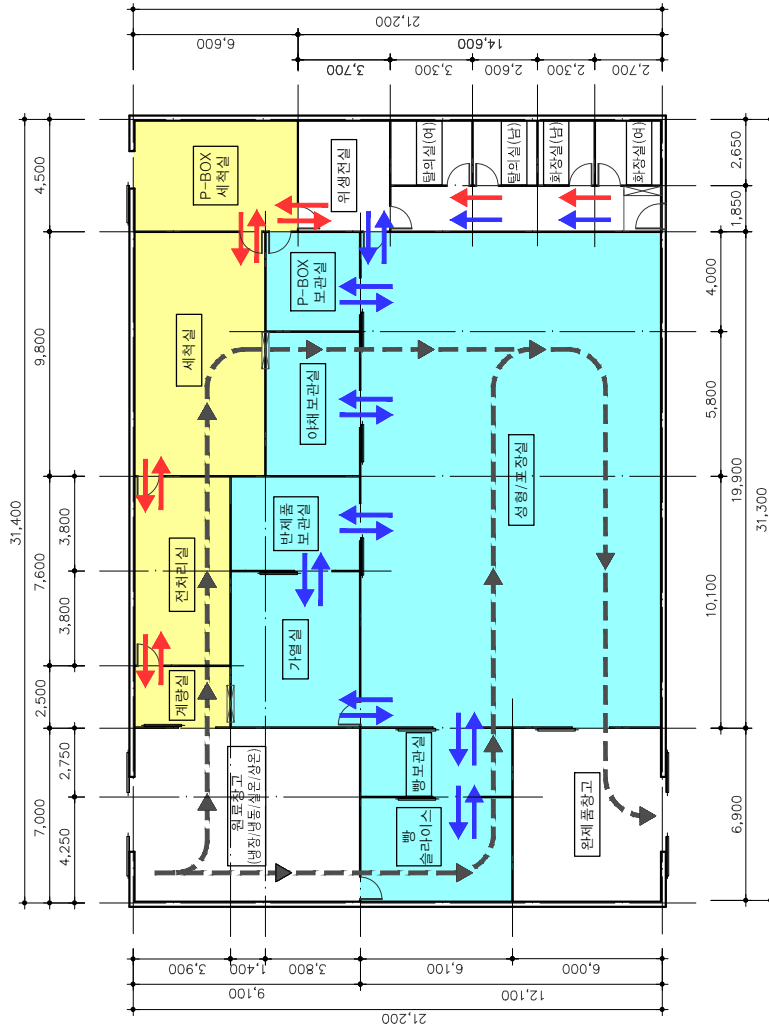 21,200
6,600
14,600
3,700
3,300
2,600
2,300
2,700
31,400
4,500
9,800
7,600
3,800
3,800
2,500
7,000
2,750
4,250
P-BOX
세척실
위생전실
탈의실(여)
탈의실(남)
화장실(남)
화장실(여)
세척실
P-BOX
보관실
야채보관실
전처리실
반제품
보관실
성형/포장실
계량실
가열실
원료창고
(냉장/냉동/실온/상온)
빵보관실
빵
슬라이스
완제품창고
2,650
1,850
4,000
5,800
19,900
10,100
6,900
31,300
3,900
1,400
3,800
6,100
6,000
9,100
12,100
21,200